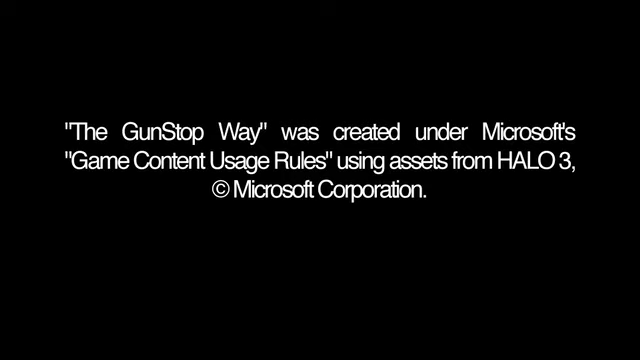 "The GunStop Way" was created under Microsoft's
"Game Content Usage Rules" using assets from HALO 3,
© Microsoft Corporation.